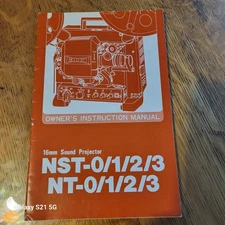 OWNER'S INSTRUCTION MANUAL
16mm Sound Projector
NST-0/1/2/3
NT-0/1/2/3
Galaxy S21 5G